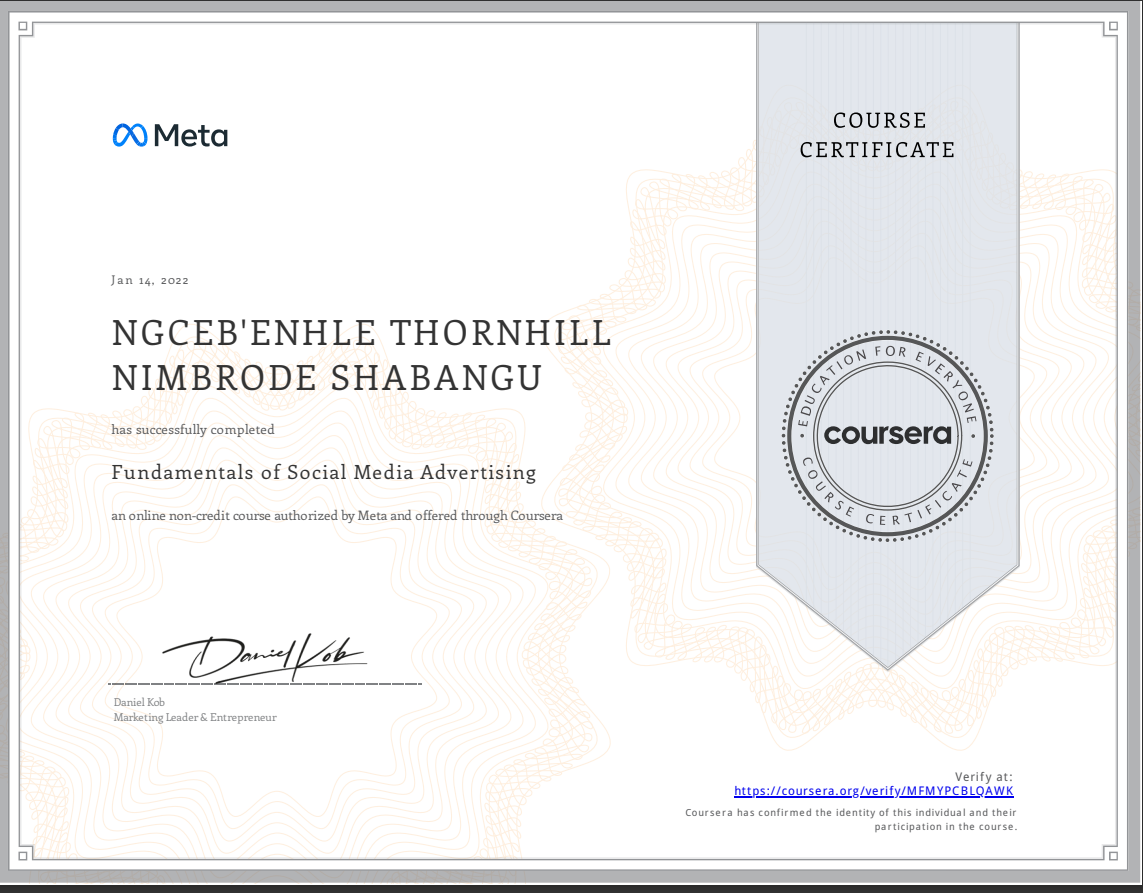 Meta
COURSE
CERTIFICATE
Jan 14, 2022
NGCEB'ENHLE THORNHILL
NIMBRODE SHABANGU
has successfully completed
Fundamentals of Social Media Advertising
an online non-credit course authorized by Meta and offered through Coursera
EDUCATION FOR EVERYONE
coursera
COURSE CERTIFICATE
Daniel Kob
Daniel Kob
Marketing Leader & Entrepreneur
Verify at:
https://coursera.org/verify/MFMYPCBLQAWK
Coursera has confirmed the identity of this individual and their
participation in the course.